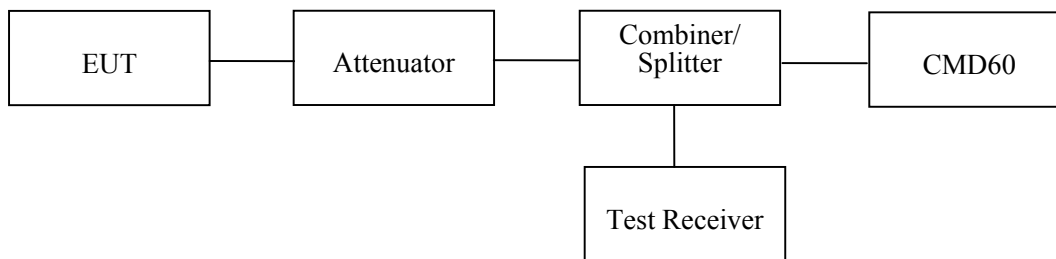 EUT
Attenuator
Combiner/
Splitter
CMD60
Test Receiver